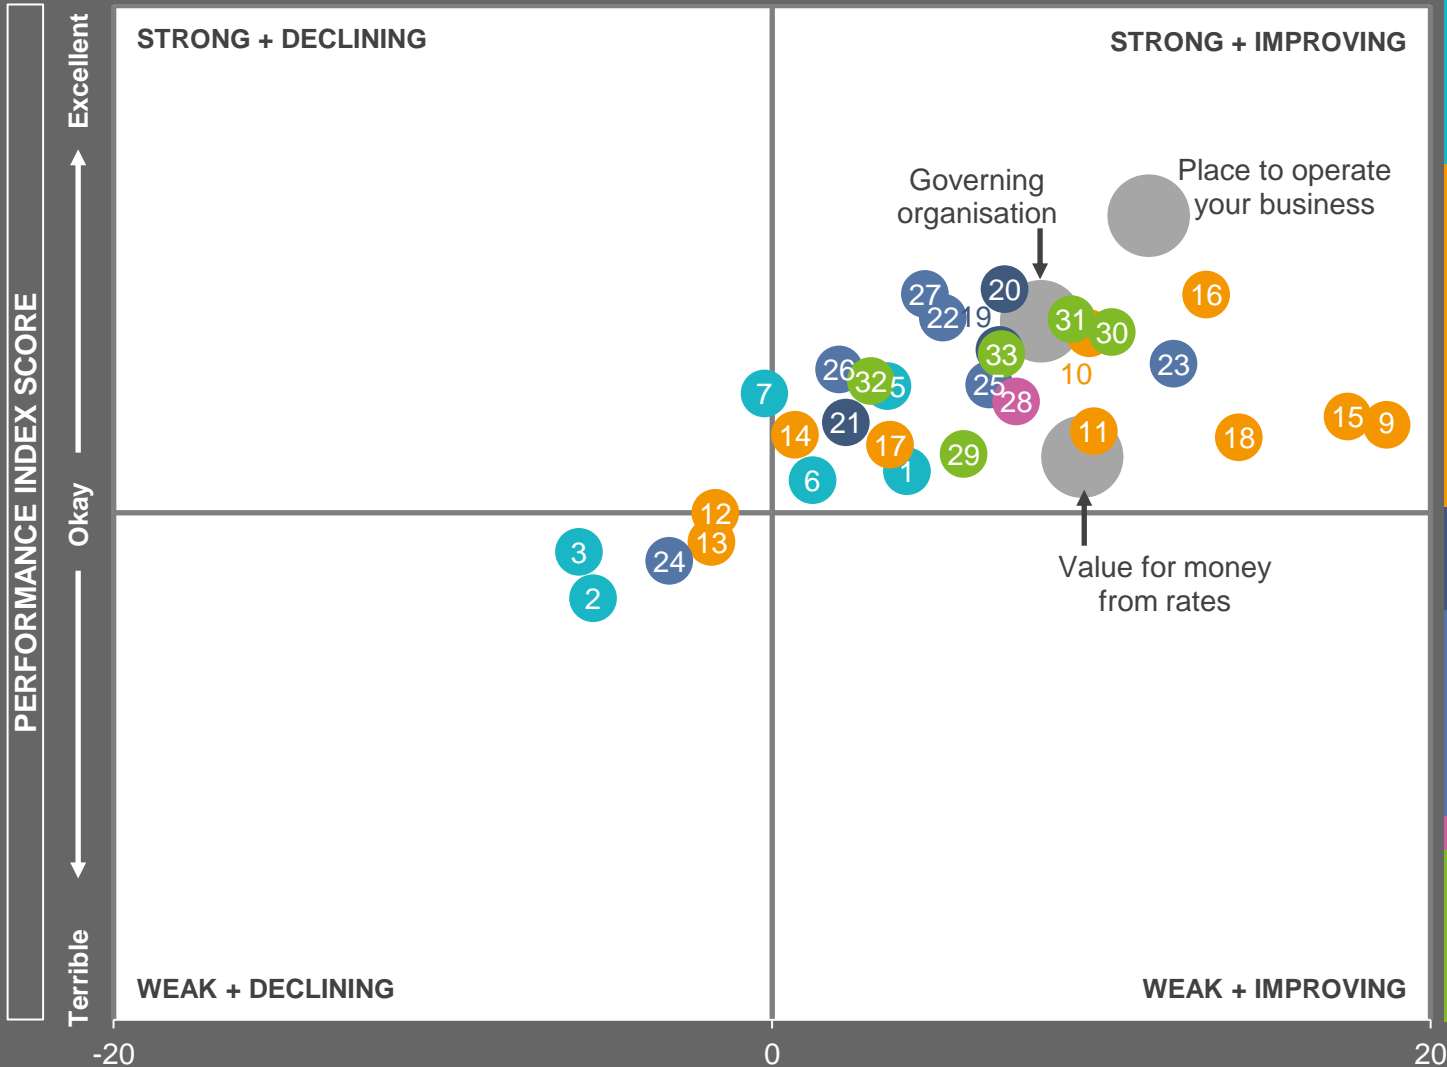 STRONG + DECLINING
STRONG + IMPROVING
Excellent
Okay
Terrible
PERFORMANCE INDEX SCORE
Place to operate
your business
Governing
organisation
27
20
16
22
19
31
30
33
23
26
32
5
25
10
7
28
21
14
17
11
18
15
9
29
6
1
12
13
3
24
2
Value for money
from rates
WEAK + DECLINING
WEAK + IMPROVING
-20
0
20